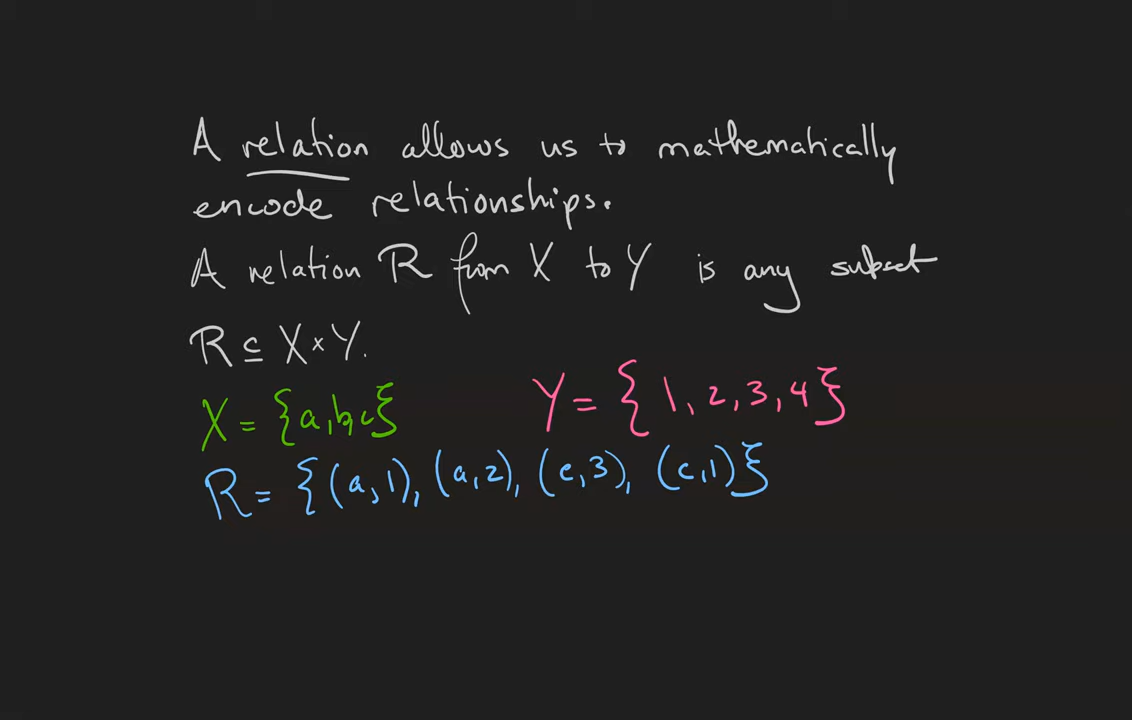 A relation allows us to mathematically
encode relationships.
A relation R from X to Y is any subset
R ⊆ X × Y.
X = {a, b, c} Y = {1, 2, 3, 4}
R = {(a, 1), (a, 2), (c, 3), (c, 1)}